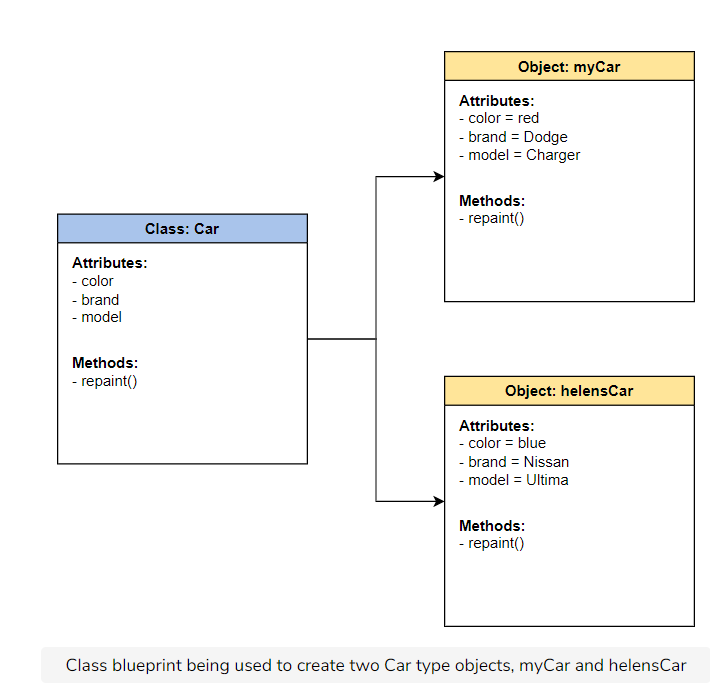 Class: Car
Attributes:
- color
- brand
- model
Methods:
- repaint()
Object: myCar
Attributes:
- color = red
- brand = Dodge
- model = Charger
Methods:
- repaint()
Object: helensCar
Attributes:
- color = blue
- brand = Nissan
- model = Ultima
Methods:
- repaint()
Class blueprint being used to create two Car type objects, myCar and helensCar